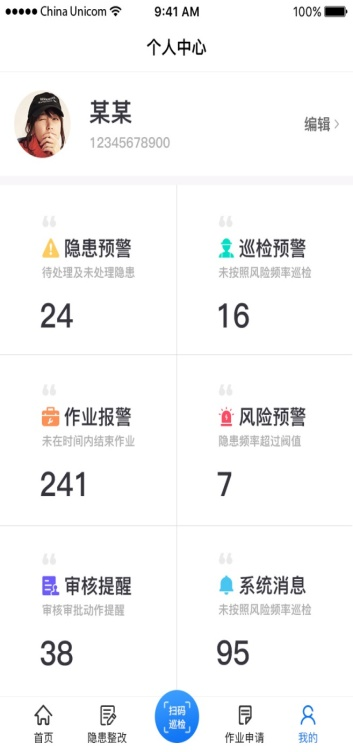 China Unicom 9:41 AM 100%
个人中心
某某
12345678900
编辑
隐患预警
待处理及未处理隐患
24
巡检预警
未按照风险频率巡检
16
作业报警
未在时间内结束作业
241
风险预警
隐患频率超过阀值
7
审核提醒
审核审批动作提醒
38
系统消息
未按照风险频率巡检
95
首页
隐患整改
扫码
巡检
作业申请
我的